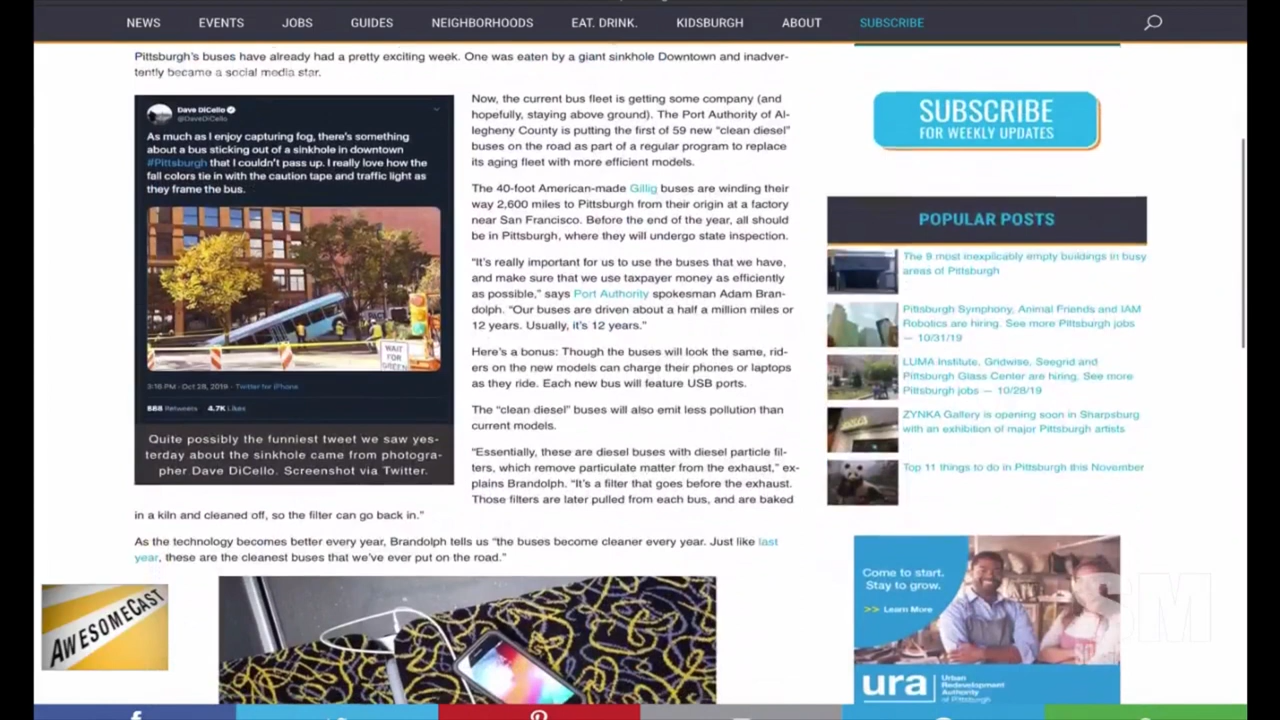 NEWS EVENTS JOBS GUIDES NEIGHBORHOODS EAT. DRINK. KIDSBURGH ABOUT SUBSCRIBE
Pittsburgh's buses have already had a pretty exciting week. One was eaten by a giant sinkhole Downtown and inadver-
tently became a social media star.
Dave DiCello
@DaveDiCello
As much as I enjoy capturing fog, there's something
about a bus sticking out of a sinkhole in downtown
#Pittsburgh that I couldn't pass up. I really love how the
fall colors tie in with the caution tape and traffic light as
they frame the bus.
WAIT
FOR
GREEN
3:16 PM · Oct 28, 2019 · Twitter for iPhone
888 Retweets 4.7K Likes
Quite possibly the funniest tweet we saw yes-
terday about the sinkhole came from photogra-
pher Dave DiCello. Screenshot via Twitter.
Now, the current bus fleet is getting some company (and
hopefully, staying above ground). The Port Authority of Al-
legheny County is putting the first of 59 new "clean diesel"
buses on the road as part of a regular program to replace
its aging fleet with more efficient models.
The 40-foot American-made Gillig buses are winding their
way 2,600 miles to Pittsburgh from their origin at a factory
near San Francisco. Before the end of the year, all should
be in Pittsburgh, where they will undergo state inspection.
"It's really important for us to use the buses that we have,
and make sure that we use taxpayer money as efficiently
as possible," says Port Authority spokesman Adam Bran-
dolph. "Our buses are driven about a half a million miles or
12 years. Usually, it's 12 years."
Here's a bonus: Though the buses will look the same, rid-
ers on the new models can charge their phones or laptops
as they ride. Each new bus will feature USB ports.
The "clean diesel" buses will also emit less pollution than
current models.
"Essentially, these are diesel buses with diesel particle fil-
ters, which remove particulate matter from the exhaust," ex-
plains Brandolph. "It's a filter that goes before the exhaust.
Those filters are later pulled from each bus, and are baked
in a kiln and cleaned off, so the filter can go back in."
As the technology becomes better every year, Brandolph tells us "the buses become cleaner every year. Just like last
year, these are the cleanest buses that we've ever put on the road."
AWESOMECAST
SUBSCRIBE
FOR WEEKLY UPDATES
POPULAR POSTS
The 9 most inexplicably empty buildings in busy
areas of Pittsburgh
Pittsburgh Symphony, Animal Friends and IAM
Robotics are hiring. See more Pittsburgh jobs
— 10/31/19
LUMA Institute, Gridwise, Seegrid and
Pittsburgh Glass Center are hiring. See more
Pittsburgh jobs — 10/28/19
ZYNKA Gallery is opening soon in Sharpsburg
with an exhibition of major Pittsburgh artists
Top 11 things to do in Pittsburgh this November
Come to start.
Stay to grow.
>> Learn More
SM
ura Urban
Redevelopment
Authority
of Pittsburgh